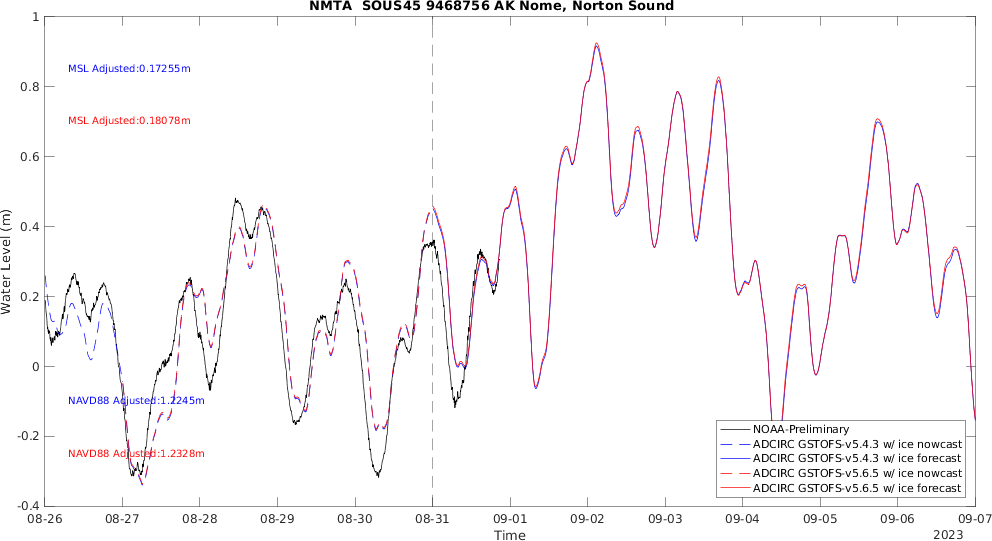 NMTA SOUS45 9468756 AK Nome, Norton Sound
1
0.8
0.6
0.4
0.2
0
-0.2
-0.4
Water Level (m)
MSL Adjusted:0.17255m
MSL Adjusted:0.18078m
NAVD88 Adjusted:1.2245m
NAVD88 Adjusted:1.2328m
NOAA-Preliminary
ADCIRC GSTOFS-v5.4.3 w/ ice nowcast
ADCIRC GSTOFS-v5.4.3 w/ ice forecast
ADCIRC GSTOFS-v5.6.5 w/ ice nowcast
ADCIRC GSTOFS-v5.6.5 w/ ice forecast
08-26 08-27 08-28 08-29 08-30 08-31 09-01 09-02 09-03 09-04 09-05 09-06 09-07
Time
2023